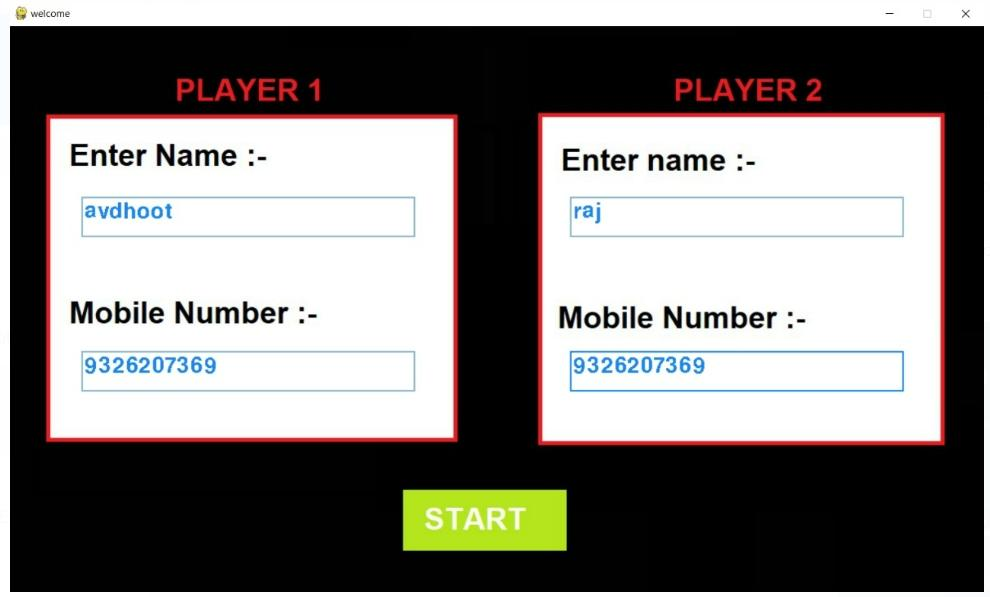 welcome
PLAYER 1
Enter Name :-
avdhoot
Mobile Number :-
9326207369
PLAYER 2
Enter name :-
raj
Mobile Number :-
9326207369
START